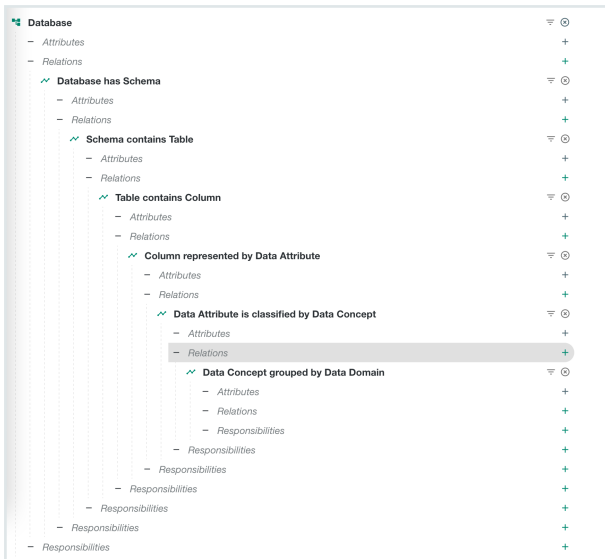 Database
Attributes
Relations
Database has Schema
Attributes
Relations
Schema contains Table
Attributes
Relations
Table contains Column
Attributes
Relations
Column represented by Data Attribute
Attributes
Relations
Data Attribute is classified by Data Concept
Attributes
Relations
Data Concept grouped by Data Domain
Attributes
Relations
Responsibilities
Responsibilities
Responsibilities
Responsibilities
Responsibilities
Responsibilities
Responsibilities